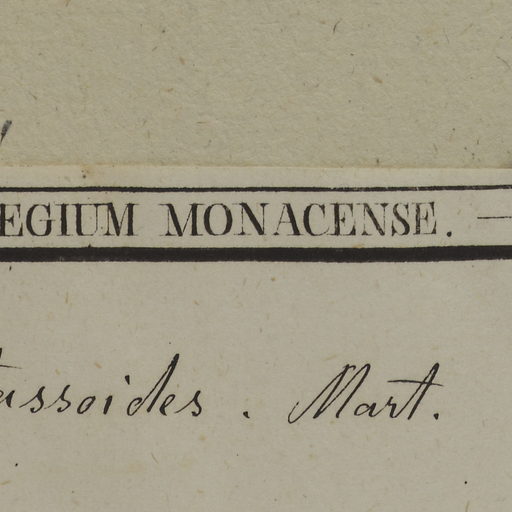 EGIUM MONACENSE. —
assoides. Mart.